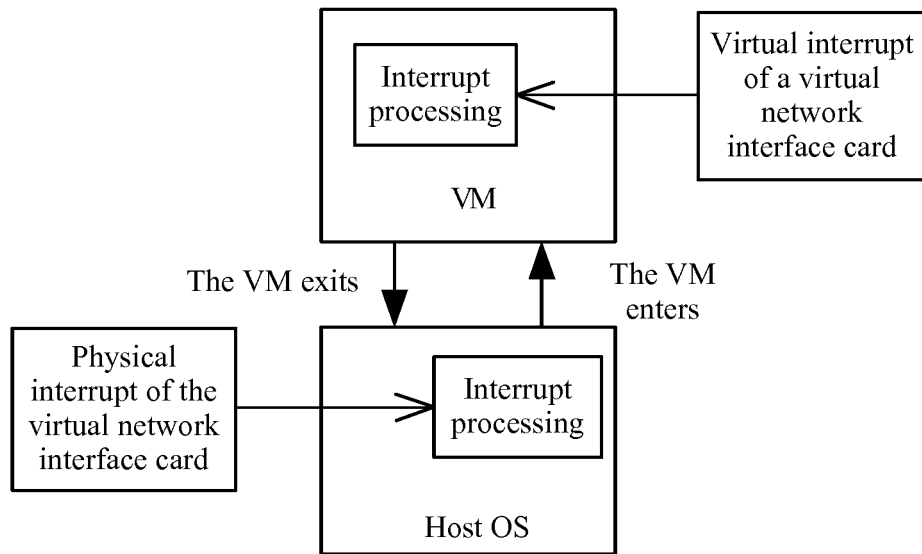 Interrupt
processing
VM
Virtual interrupt
of a virtual
network
interface card
The VM exits
The VM
enters
Physical
interrupt of the
virtual network
interface card
Interrupt
processing
Host OS